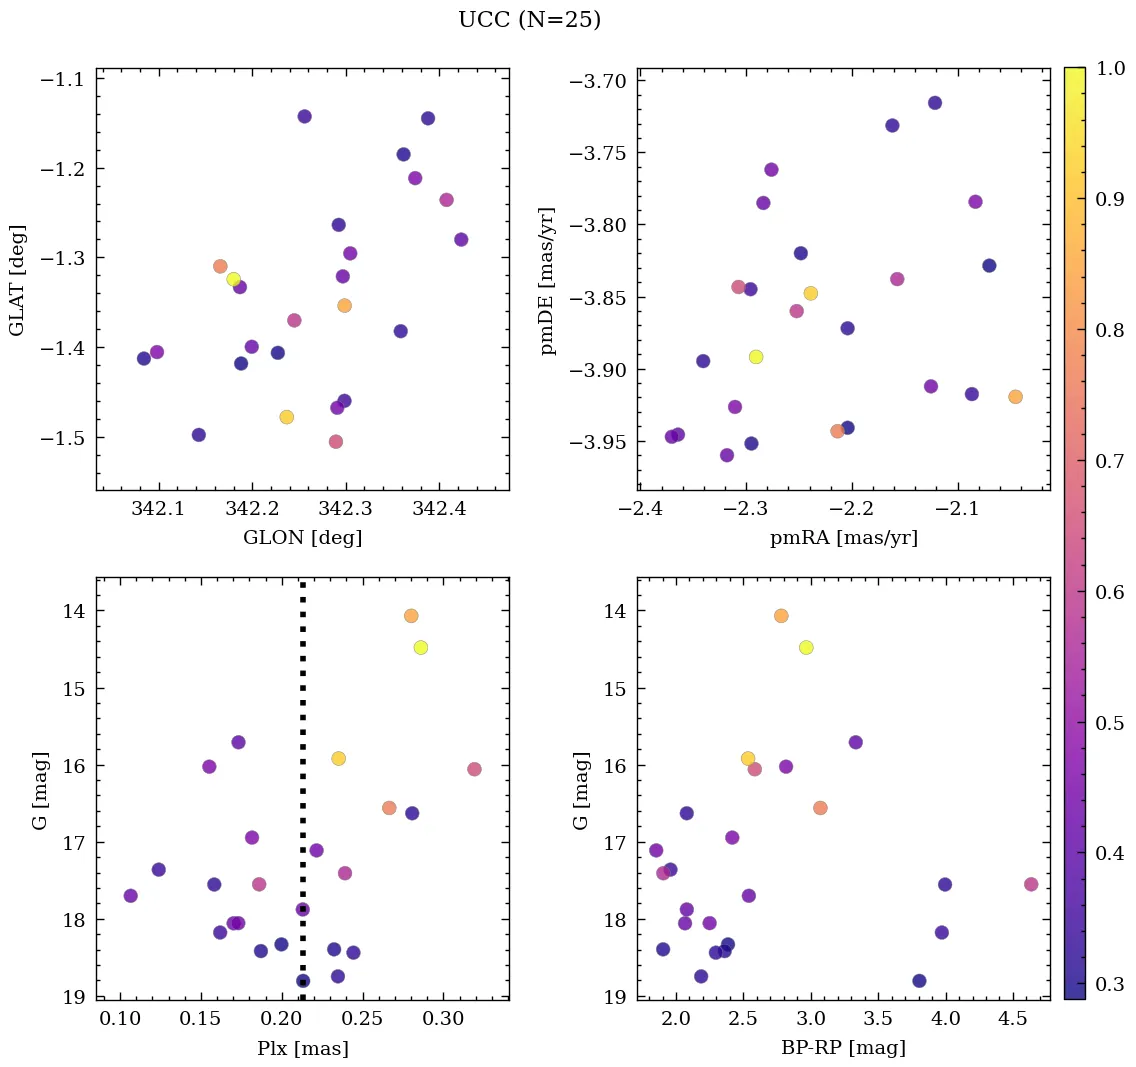 UCC (N=25)
−1.1
−1.2
−1.3
−1.4
−1.5
GLAT [deg]
342.1 342.2 342.3 342.4
GLON [deg]
−3.70
−3.75
−3.80
−3.85
−3.90
−3.95
pmDE [mas/yr]
−2.4 −2.3 −2.2 −2.1
pmRA [mas/yr]
14
15
16
17
18
19
G [mag]
0.10 0.15 0.20 0.25 0.30
Plx [mas]
14
15
16
17
18
19
G [mag]
2.0 2.5 3.0 3.5 4.0 4.5
BP-RP [mag]
1.0
0.9
0.8
0.7
0.6
0.5
0.4
0.3